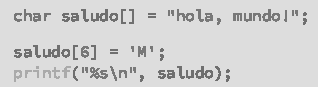 char saludo[] = "hola, mundo!";
saludo[6] = 'M';
printf("%s\n", saludo);